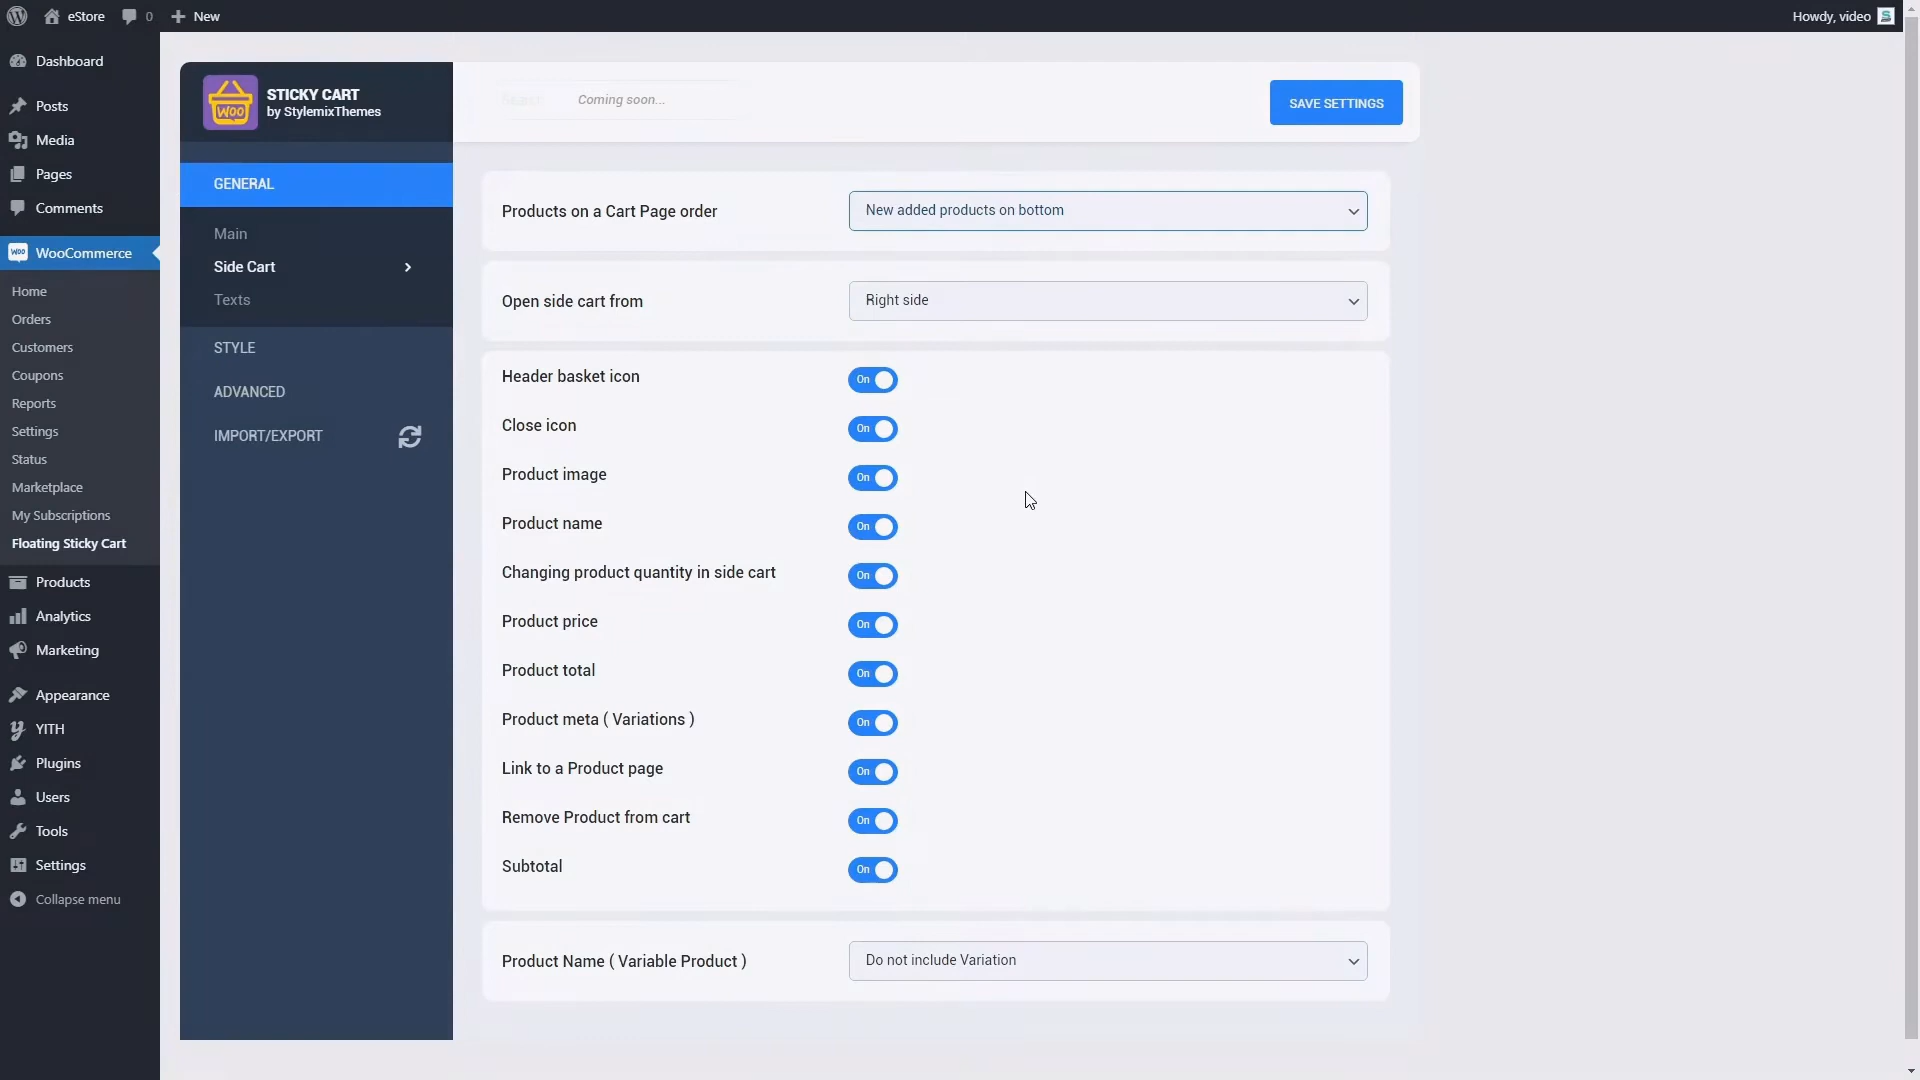 eStore
0
New
Howdy, video
Dashboard
Posts
Media
Pages
Comments
WooCommerce
Home
Orders
Customers
Coupons
Reports
Settings
Status
Marketplace
My Subscriptions
Floating Sticky Cart
Products
Analytics
Marketing
Appearance
YITH
Plugins
Users
Tools
Settings
Collapse menu
WOO
STICKY CART
by StylemixThemes
GENERAL
Main
Side Cart
Texts
STYLE
ADVANCED
IMPORT/EXPORT
Coming soon...
SAVE SETTINGS
Products on a Cart Page order
New added products on bottom
Open side cart from
Right side
Header basket icon
On
Close icon
On
Product image
On
Product name
On
Changing product quantity in side cart
On
Product price
On
Product total
On
Product meta ( Variations )
On
Link to a Product page
On
Remove Product from cart
On
Subtotal
On
Product Name ( Variable Product )
Do not include Variation